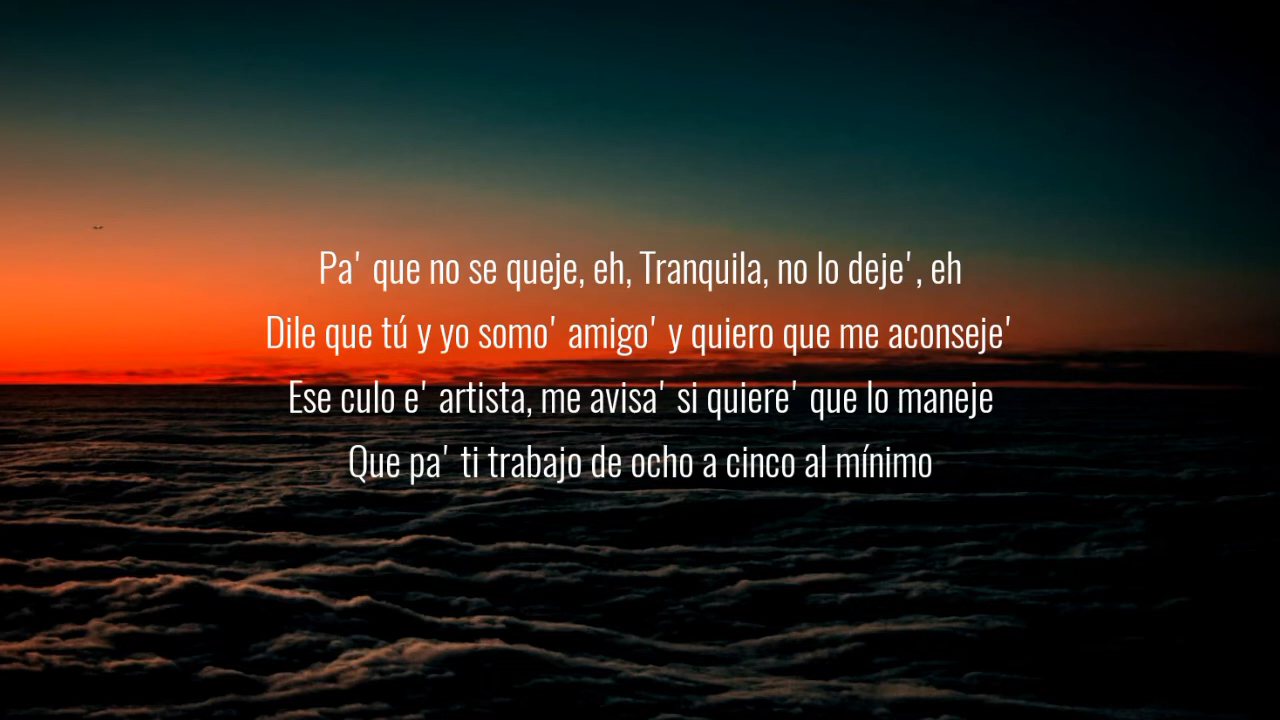 Pa' que no se queje, eh, Tranquila, no lo deje', eh
Dile que tú y yo somo' amigo' y quiero que me aconseje'
Ese culo e' artista, me avisa' si quiere' que lo maneje
Que pa' ti trabajo de ocho a cinco al mínimo